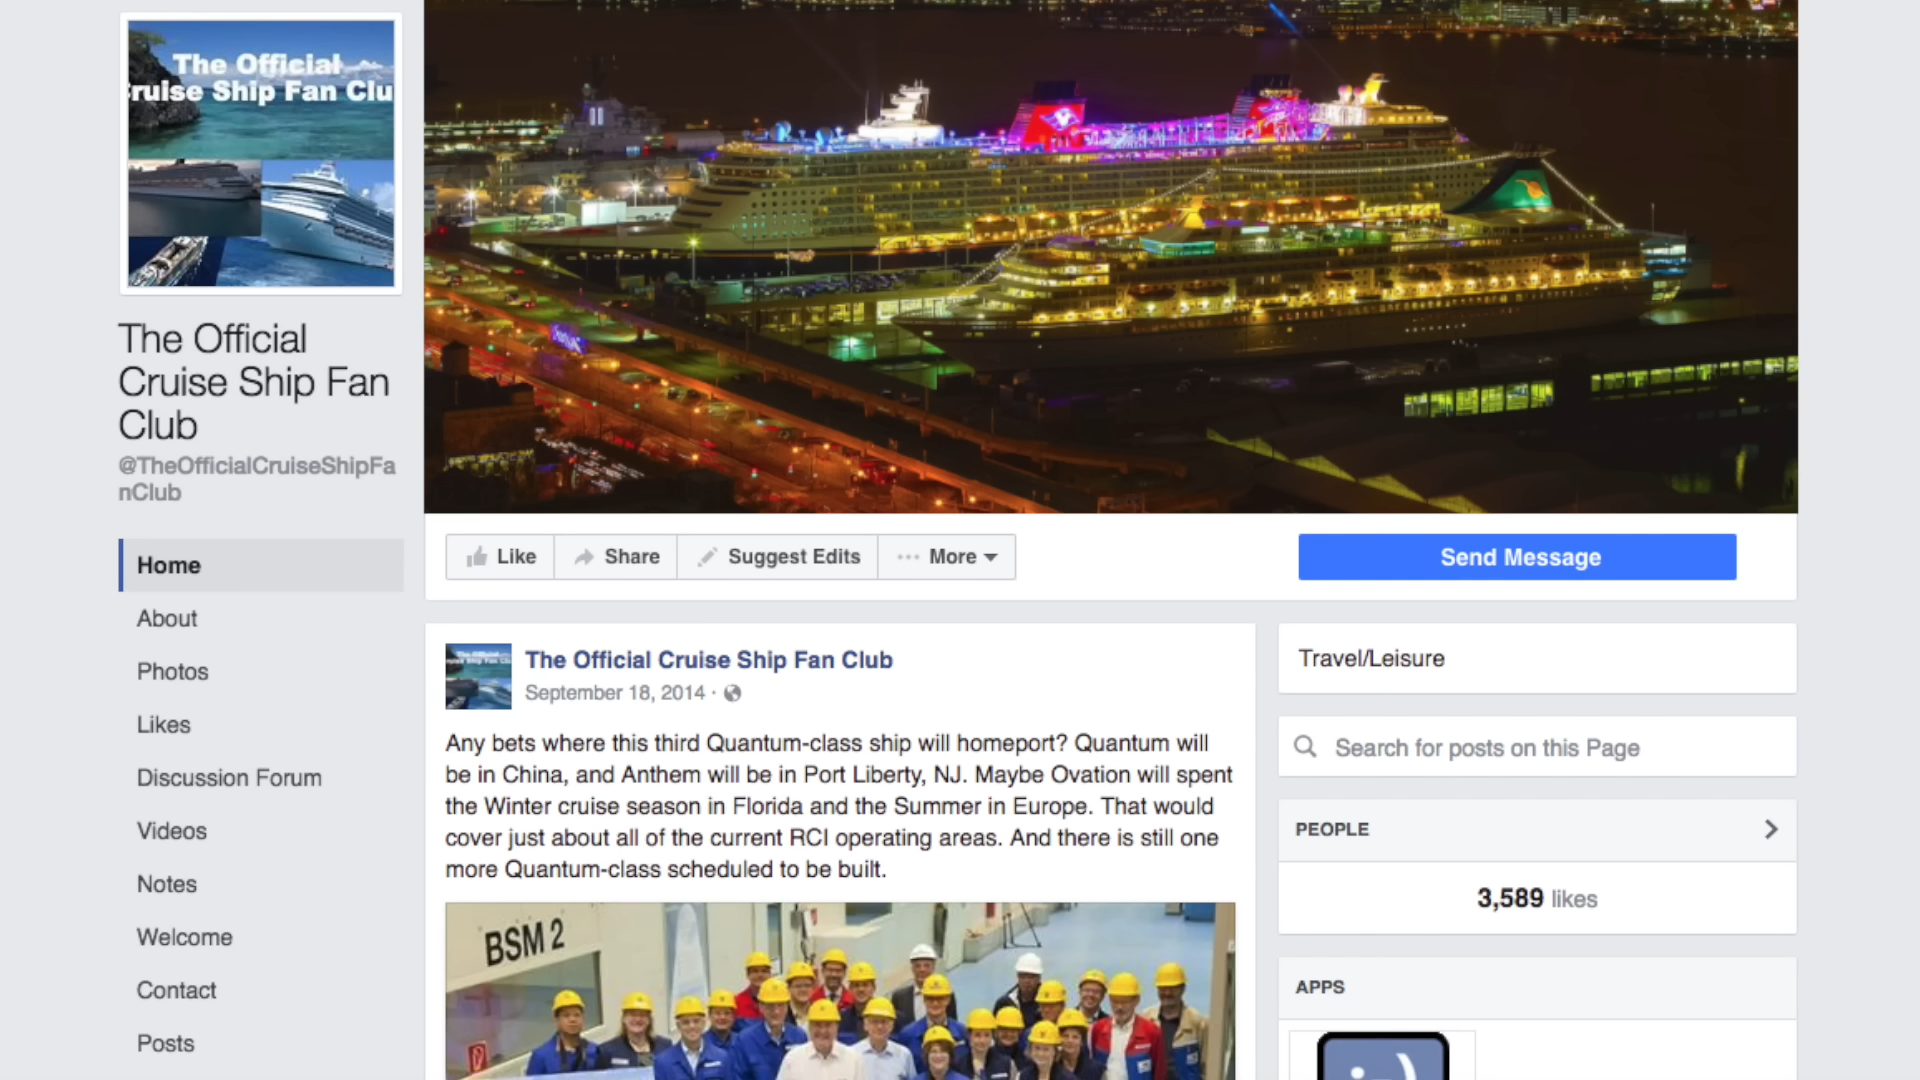 The Official
Cruise Ship Fan Clu
The Official
Cruise Ship Fan
Club
@TheOfficialCruiseShipFa
nClub
Home
About
Photos
Likes
Discussion Forum
Videos
Notes
Welcome
Contact
Posts
Like
Share
Suggest Edits
More
Send Message
The Official Cruise Ship Fan Club
September 18, 2014 ·
Any bets where this third Quantum-class ship will homeport? Quantum will
be in China, and Anthem will be in Port Liberty, NJ. Maybe Ovation will spent
the Winter cruise season in Florida and the Summer in Europe. That would
cover just about all of the current RCI operating areas. And there is still one
more Quantum-class scheduled to be built.
BSM 2
Travel/Leisure
Search for posts on this Page
PEOPLE
3,589 likes
APPS